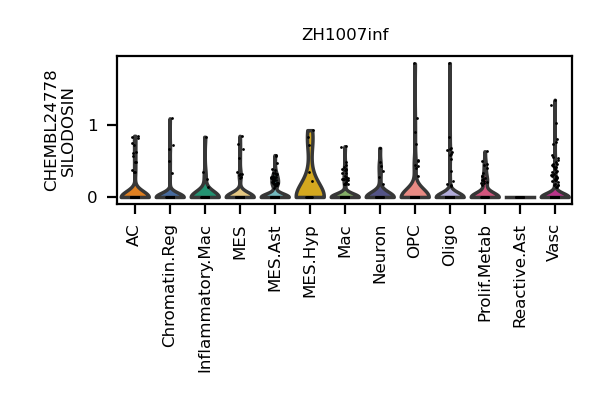 ZH1007inf
CHEMBL24778
SILODOSIN
1
0
AC
Chromatin.Reg
Inflammatory.Mac
MES
MES.Ast
MES.Hyp
Mac
Neuron
OPC
Oligo
Prolif.Metab
Reactive.Ast
Vasc